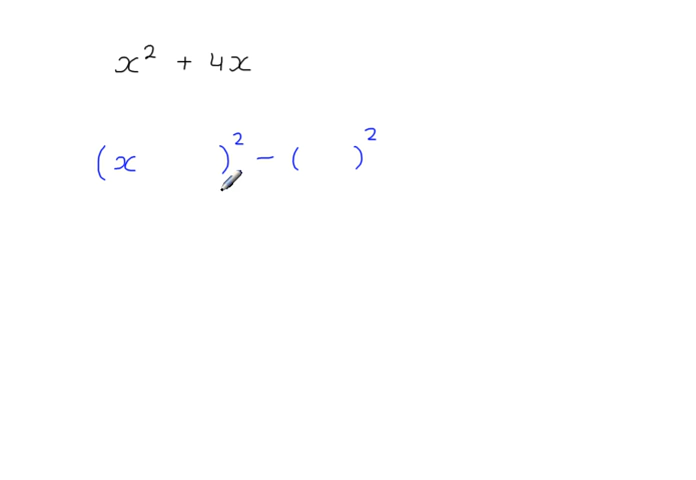 x² + 4x
(x    )² − (    )²